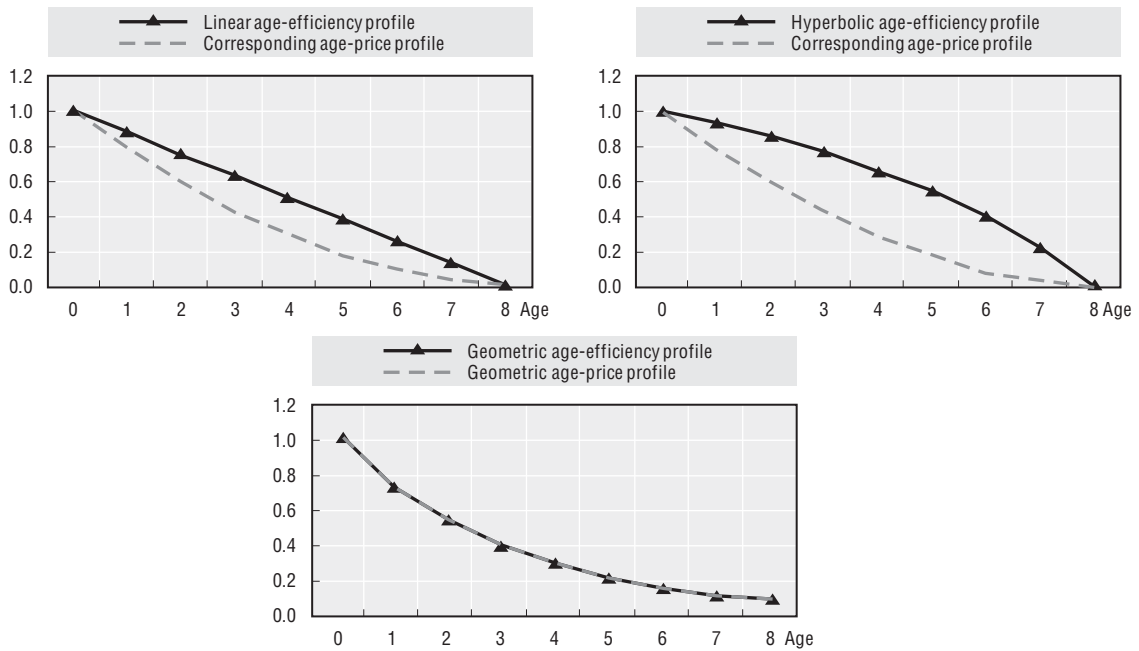 Linear age-efficiency profile
Corresponding age-price profile
1.2
1.0
0.8
0.6
0.4
0.2
0.0
0 1 2 3 4 5 6 7 8 Age
Hyperbolic age-efficiency profile
Corresponding age-price profile
1.2
1.0
0.8
0.6
0.4
0.2
0.0
0 1 2 3 4 5 6 7 8 Age
Geometric age-efficiency profile
Geometric age-price profile
1.2
1.0
0.8
0.6
0.4
0.2
0.0
0 1 2 3 4 5 6 7 8 Age